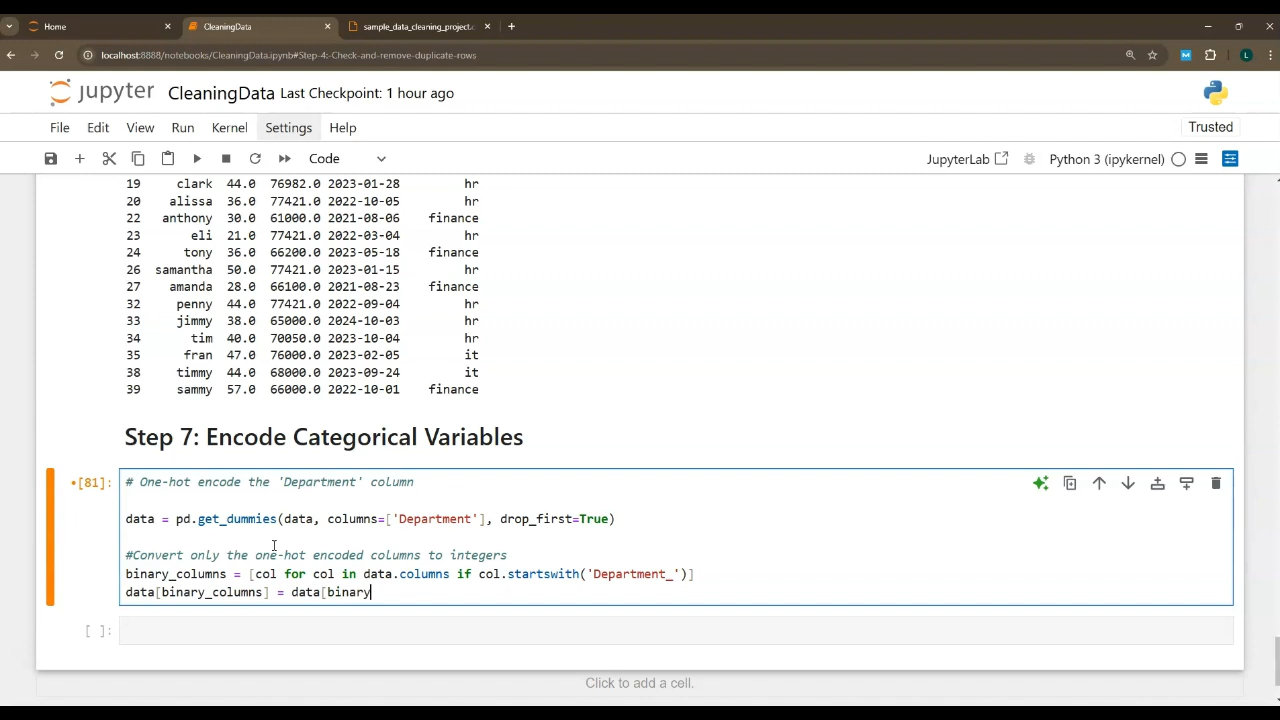 Home
CleaningData
sample_data_cleaning_project.c
localhost:8888/notebooks/CleaningData.ipynb#Step-4:-Check-and-remove-duplicate-rows
L
jupyter CleaningData Last Checkpoint: 1 hour ago
File Edit View Run Kernel Settings Help Trusted
Code JupyterLab Python 3 (ipykernel)
19 clark 44.0 76982.0 2023-01-28 hr
20 alissa 36.0 77421.0 2022-10-05 hr
22 anthony 30.0 61000.0 2021-08-06 finance
23 eli 21.0 77421.0 2022-03-04 hr
24 tony 36.0 66200.0 2023-05-18 finance
26 samantha 50.0 77421.0 2023-01-15 hr
27 amanda 28.0 66100.0 2021-08-23 finance
32 penny 44.0 77421.0 2022-09-04 hr
33 jimmy 38.0 65000.0 2024-10-03 hr
34 tim 40.0 70050.0 2023-10-04 hr
35 fran 47.0 76000.0 2023-02-05 it
38 timmy 44.0 68000.0 2023-09-24 it
39 sammy 57.0 66000.0 2022-10-01 finance
Step 7: Encode Categorical Variables
•[81]: # One-hot encode the 'Department' column
data = pd.get_dummies(data, columns=['Department'], drop_first=True)
#Convert only the one-hot encoded columns to integers
binary_columns = [col for col in data.columns if col.startswith('Department_')]
data[binary_columns] = data[binary
[ ]:
Click to add a cell.